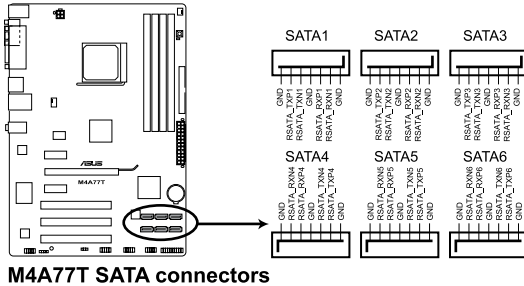 SATA1
GND
RSATA_TXP1
RSATA_TXN1
GND
RSATA_RXP1
RSATA_RXN1
GND
SATA2
GND
RSATA_TXP2
RSATA_TXN2
GND
RSATA_RXP2
RSATA_RXN2
GND
SATA3
GND
RSATA_TXP3
RSATA_TXN3
GND
RSATA_RXP3
RSATA_RXN3
GND
SATA4
GND
RSATA_RXN4
RSATA_RXP4
GND
RSATA_TXN4
RSATA_TXP4
GND
SATA5
GND
RSATA_RXN5
RSATA_RXP5
GND
RSATA_TXN5
RSATA_TXP5
GND
SATA6
GND
RSATA_RXN6
RSATA_RXP6
GND
RSATA_TXN6
RSATA_TXP6
GND
ASUS
M4A77T
M4A77T SATA connectors